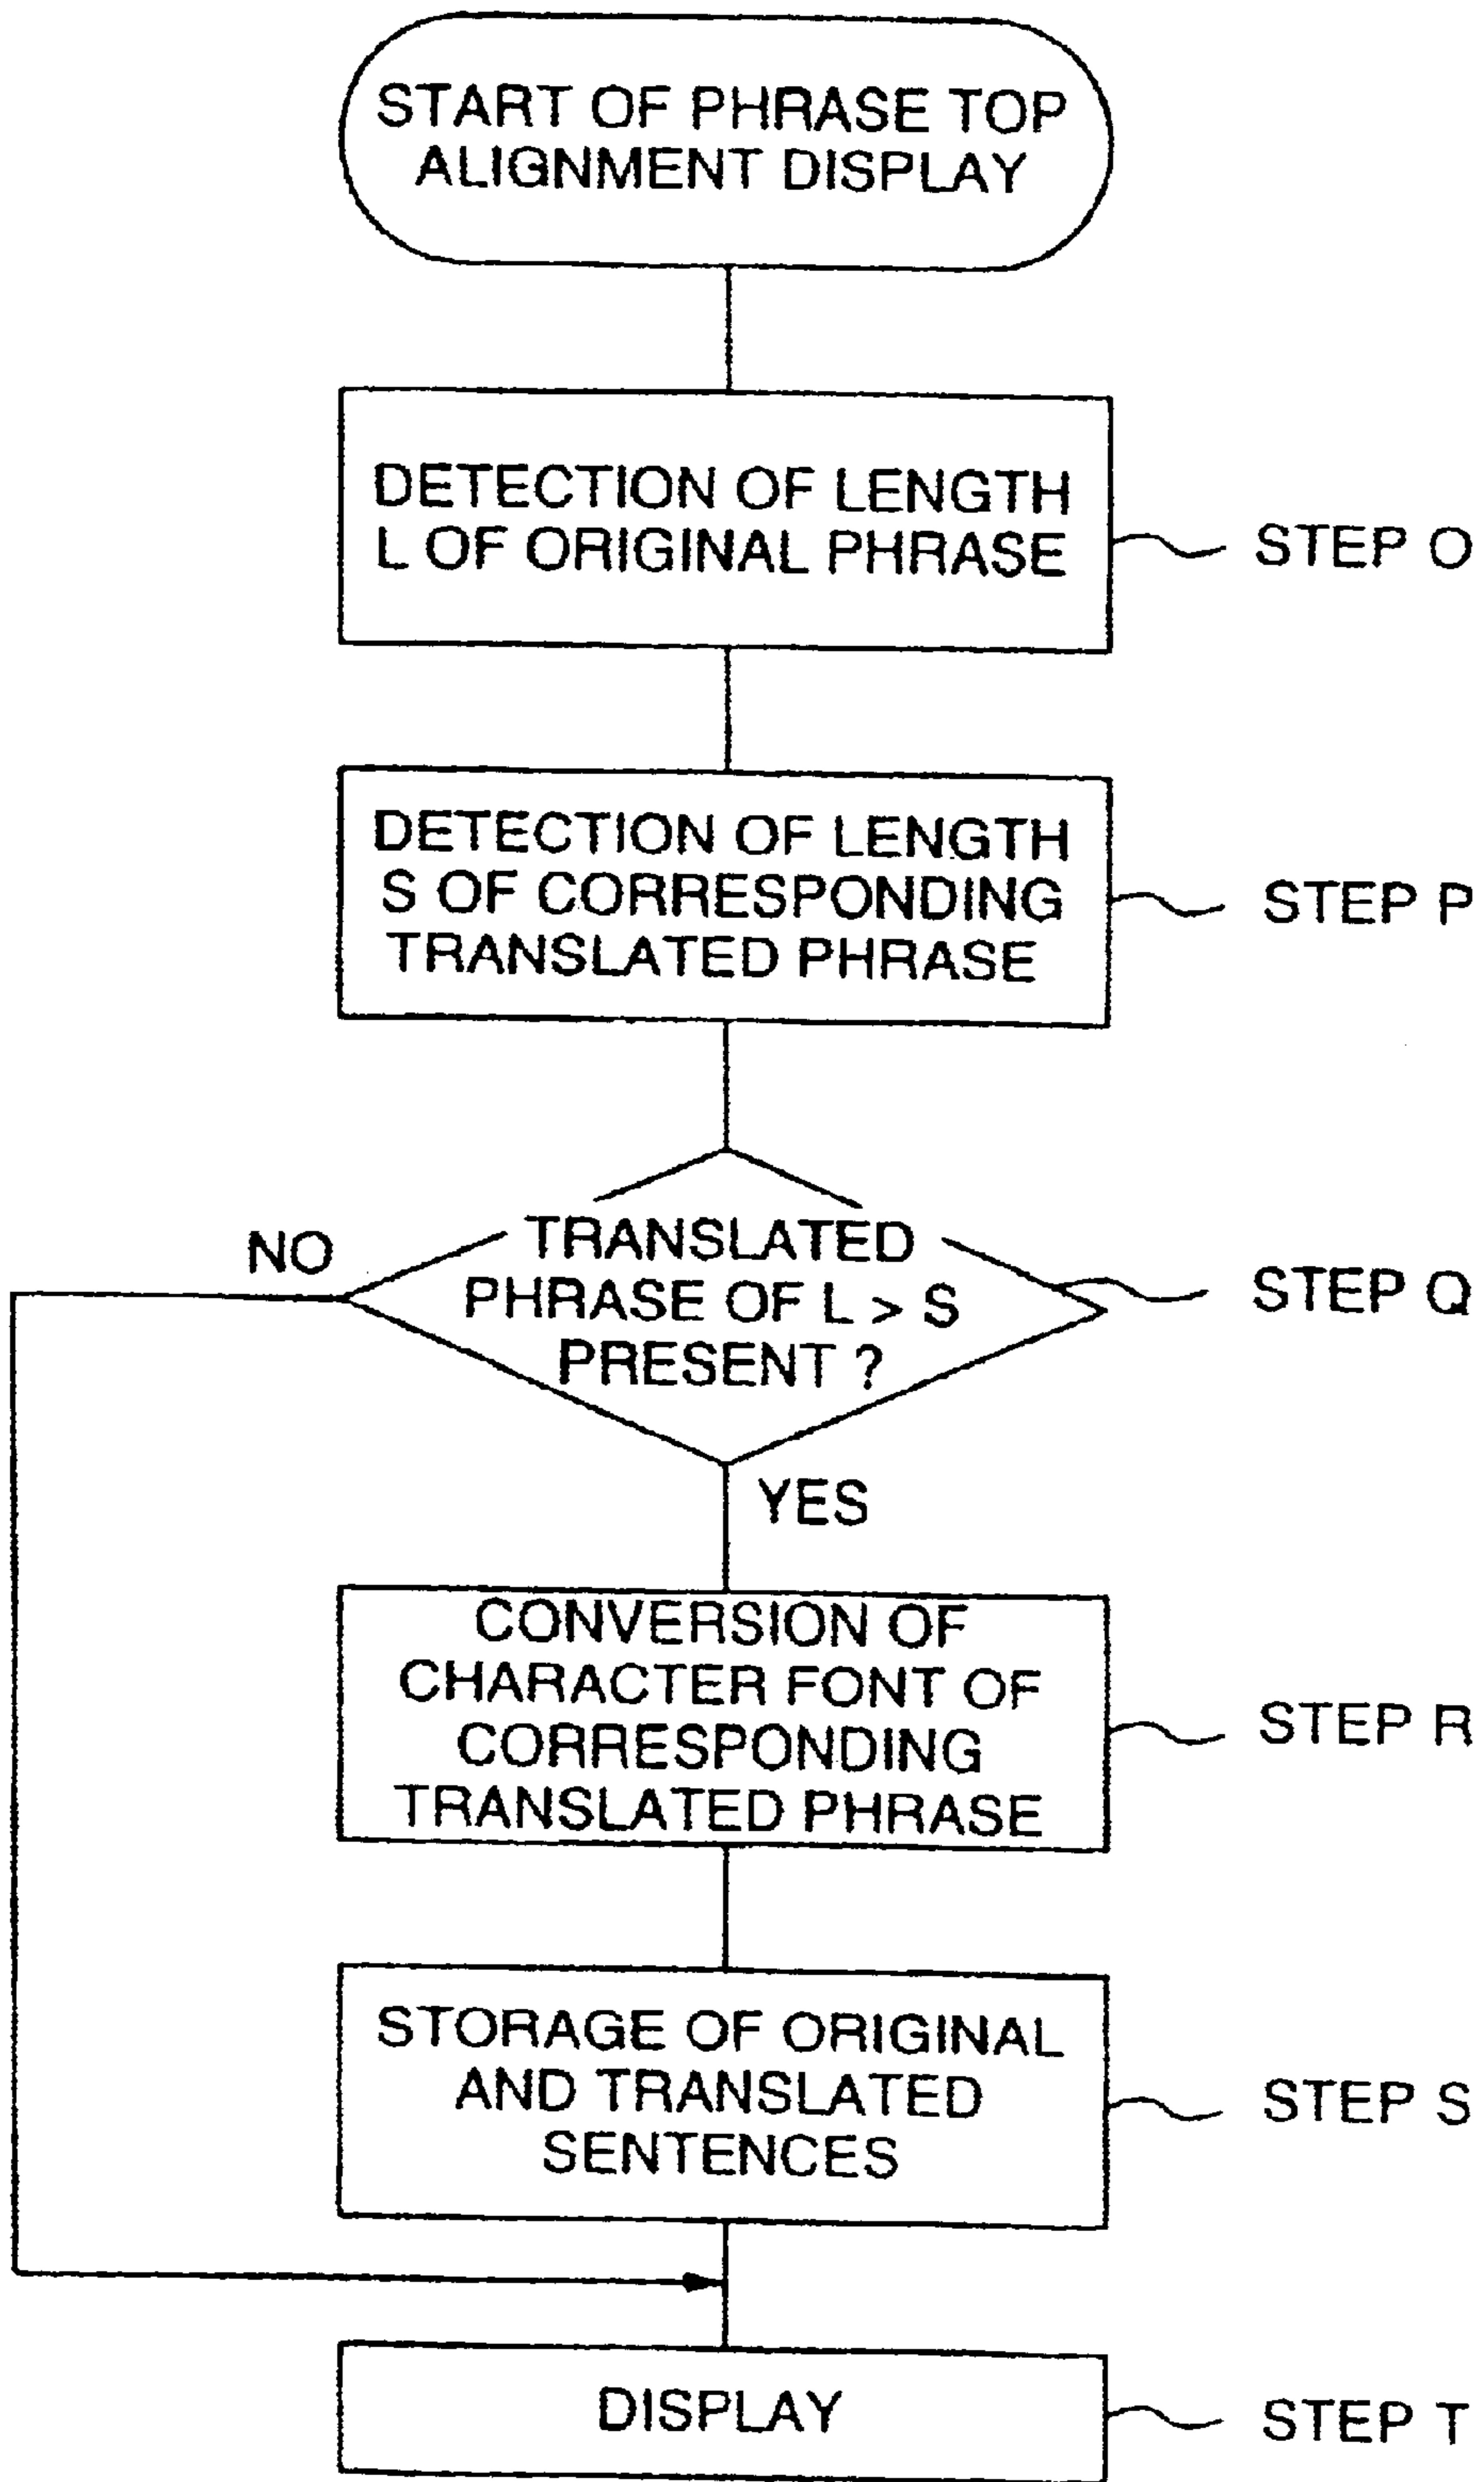 START OF PHRASE TOP
ALIGNMENT DISPLAY
DETECTION OF LENGTH
L OF ORIGINAL PHRASE
STEP O
DETECTION OF LENGTH
S OF CORRESPONDING
TRANSLATED PHRASE
STEP P
NO
TRANSLATED
PHRASE OF L > S
PRESENT ?
STEP Q
YES
CONVERSION OF
CHARACTER FONT OF
CORRESPONDING
TRANSLATED PHRASE
STEP R
STORAGE OF ORIGINAL
AND TRANSLATED
SENTENCES
STEP S
DISPLAY
STEP T